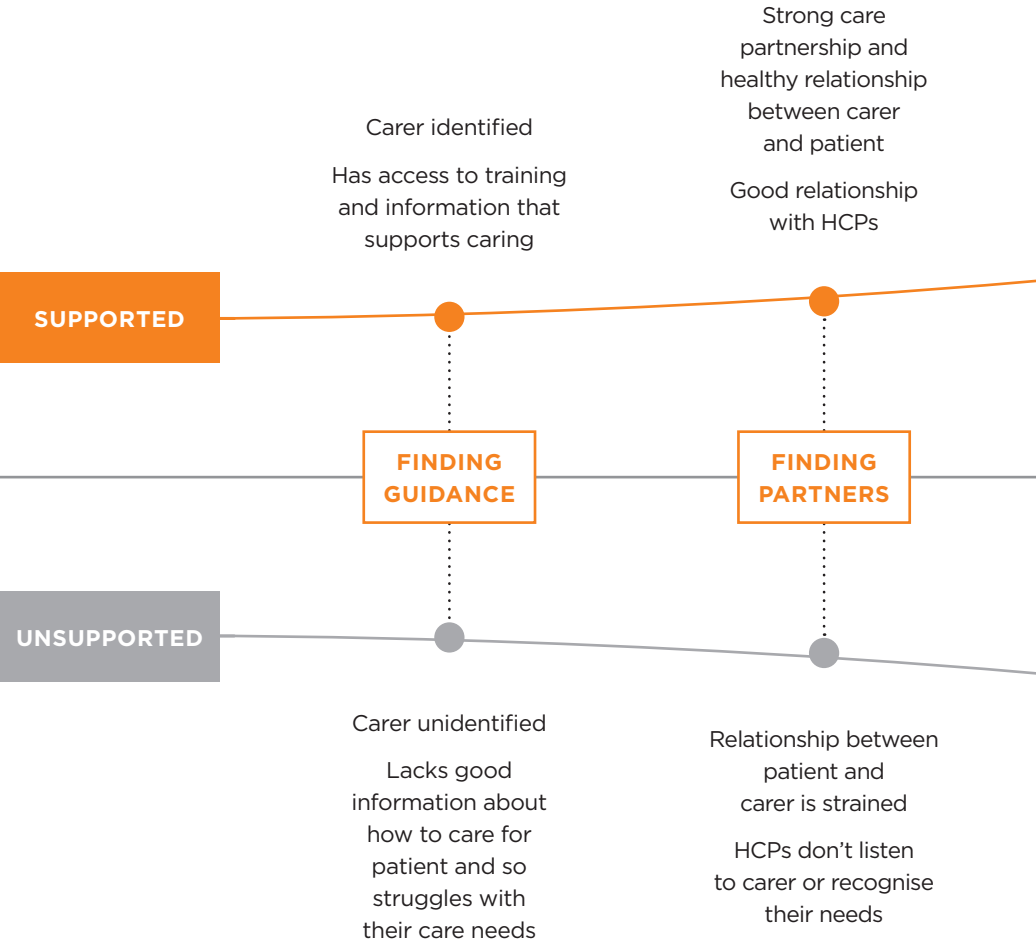 Carer identified
Has access to training
and information that
supports caring
Strong care
partnership and
healthy relationship
between carer
and patient
Good relationship
with HCPs
SUPPORTED
FINDING
GUIDANCE
FINDING
PARTNERS
UNSUPPORTED
Carer unidentified
Lacks good
information about
how to care for
patient and so
struggles with
their care needs
Relationship between
patient and
carer is strained
HCPs don’t listen
to carer or recognise
their needs